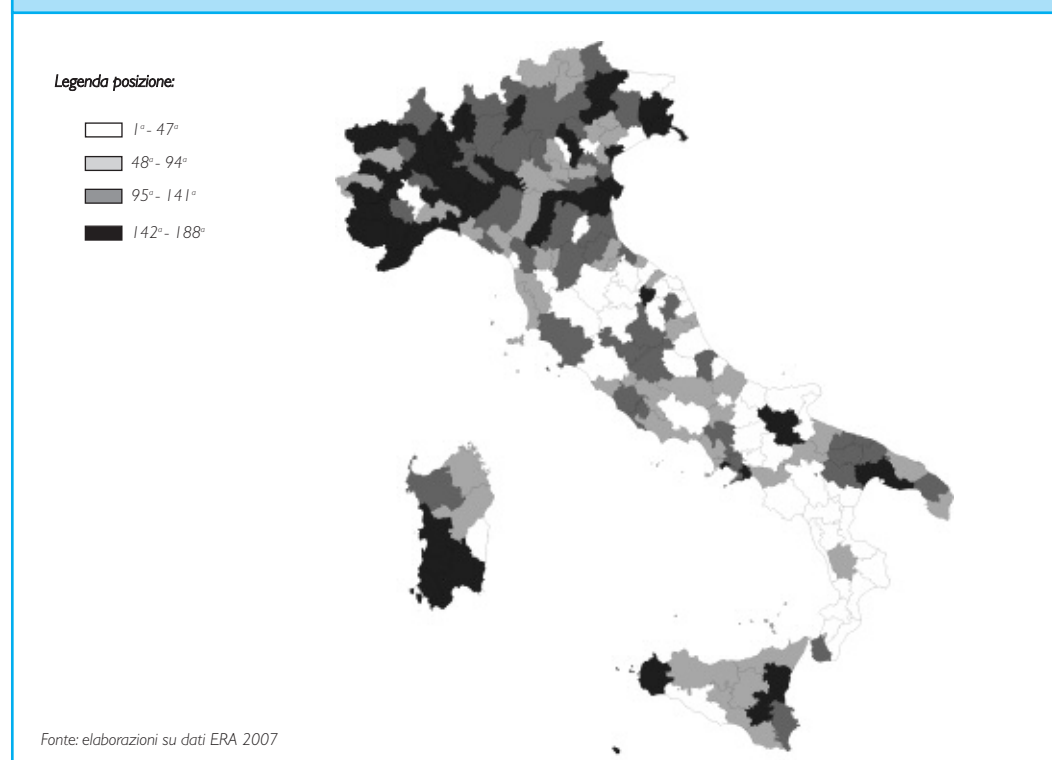 Legenda posizione:
1ª - 47ª
48ª - 94ª
95ª - 141ª
142ª - 188ª
Fonte: elaborazioni su dati ERA 2007